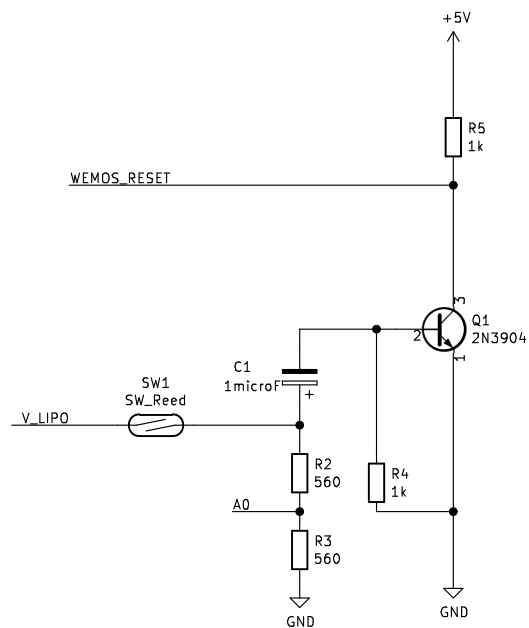 +5V
R5
1k
WEMOS_RESET
3
Q1
2N3904
2
1
C1
1microF
+
SW1
SW_Reed
V_LIPO
R2
560
R4
1k
A0
R3
560
GND
GND